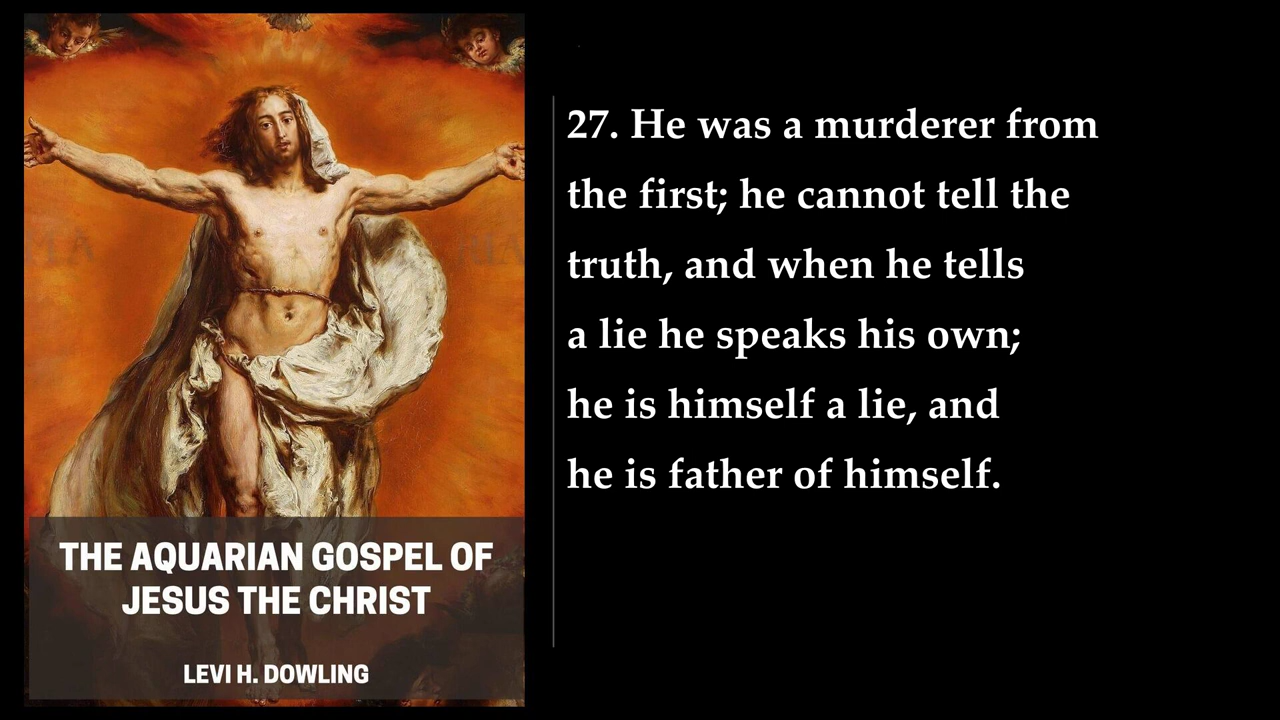 27. He was a murderer from
the first; he cannot tell the
truth, and when he tells
a lie he speaks his own;
he is himself a lie, and
he is father of himself.
THE AQUARIAN GOSPEL OF
JESUS THE CHRIST
LEVI H. DOWLING